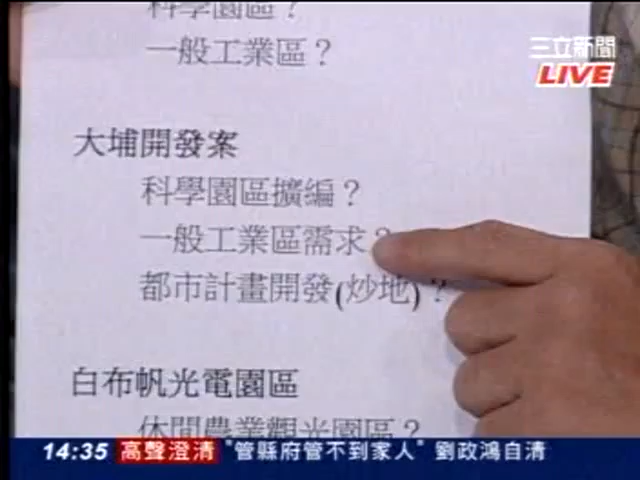 科學園區？
一般工業區？
三立新聞
LIVE
大埔開發案
科學園區擴編？
一般工業區需求？
都市計畫開發(炒地)？
白布帆光電園區
休閒農業觀光園區？
14:35 高聲澄清 "管縣府管不到家人" 劉政鴻自清